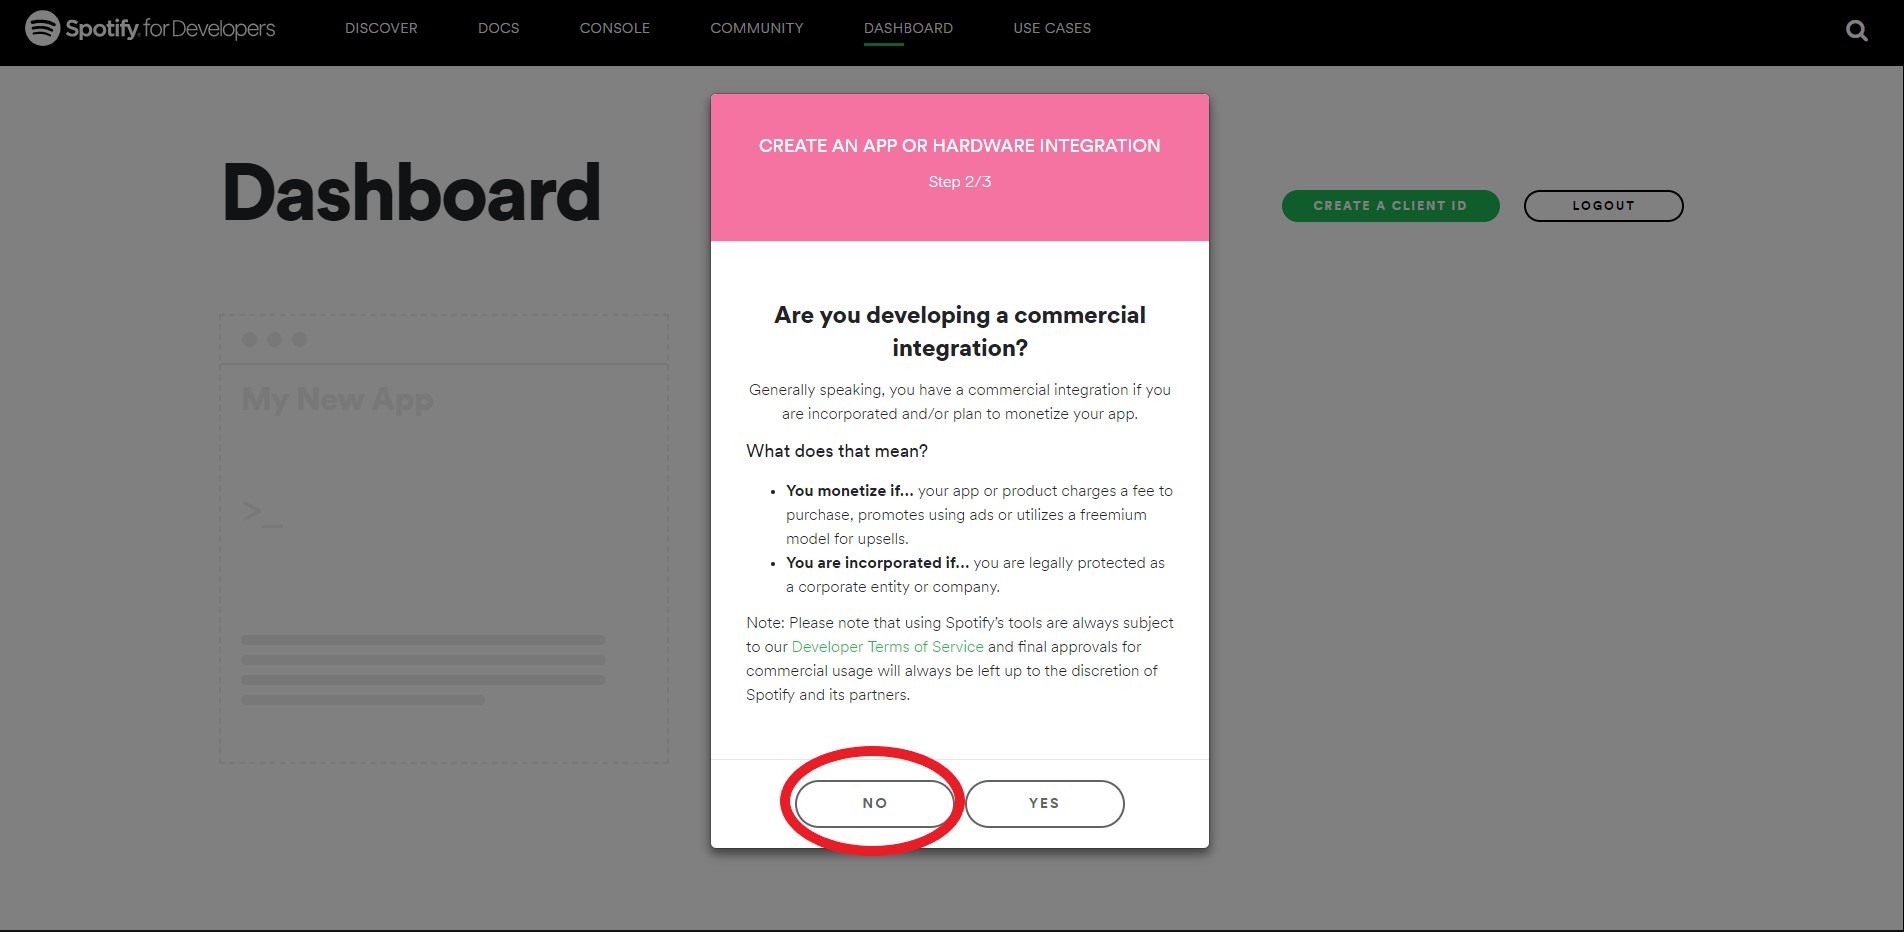 Spotify for Developers
DISCOVER
DOCS
CONSOLE
COMMUNITY
DASHBOARD
USE CASES
Dashboard
CREATE A CLIENT ID
LOGOUT
My New App
>_
CREATE AN APP OR HARDWARE INTEGRATION
Step 2/3
Are you developing a commercial
integration?
Generally speaking, you have a commercial integration if you
are incorporated and/or plan to monetize your app.
What does that mean?
• You monetize if... your app or product charges a fee to
purchase, promotes using ads or utilizes a freemium
model for upsells.
• You are incorporated if... you are legally protected as
a corporate entity or company.
Note: Please note that using Spotify's tools are always subject
to our Developer Terms of Service and final approvals for
commercial usage will always be left up to the discretion of
Spotify and its partners.
NO
YES